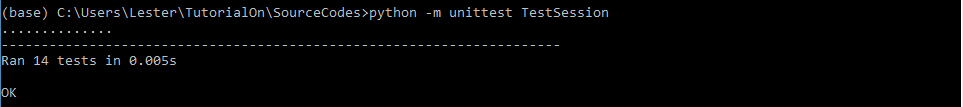 (base) C:\Users\Lester\TutorialOn\SourceCodes>python -m unittest TestSession
..............
----------------------------------------------------------------------
Ran 14 tests in 0.005s
OK